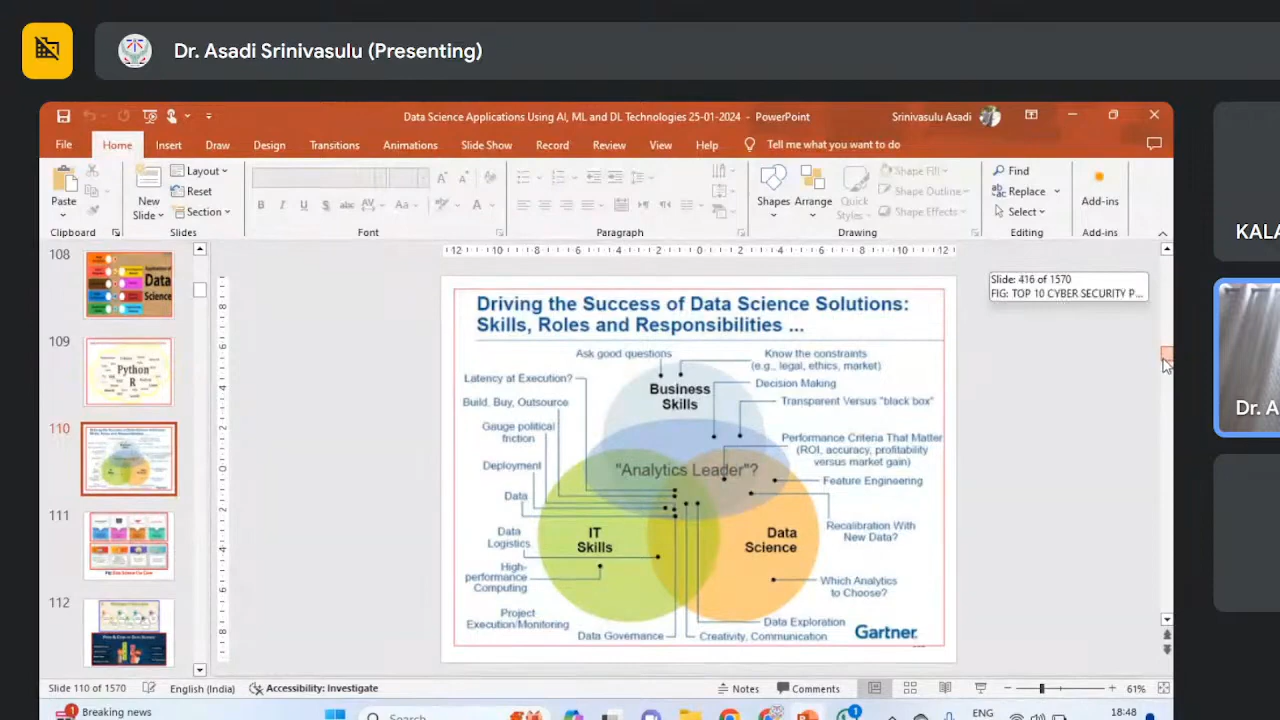 Dr. Asadi Srinivasulu (Presenting)
Data Science Applications Using AI, ML and DL Technologies 25-01-2024 - PowerPoint
Srinivasulu Asadi
File Home Insert Draw Design Transitions Animations Slide Show Record Review View Help Tell me what you want to do
Paste
New
Slide
Layout
Reset
Section
Shapes
Arrange
Quick
Styles
Shape Fill
Shape Outline
Shape Effects
Find
Replace
Select
Add-ins
Clipboard
Slides
Font
Paragraph
Drawing
Editing
Add-ins
108
Data
Science
109
Python
R
110
111
112
Slide: 416 of 1570
FIG: TOP 10 CYBER SECURITY P...
Driving the Success of Data Science Solutions:
Skills, Roles and Responsibilities ...
Ask good questions
Know the constraints
(e.g., legal, ethics, market)
Latency at Execution?
Business
Skills
Decision Making
Build, Buy, Outsource
Transparent Versus "black box"
Gauge political
friction
Performance Criteria That Matter
(ROI, accuracy, profitability
versus market gain)
Deployment
"Analytics Leader"?
Feature Engineering
Data
Recalibration With
New Data?
Data
Logistics
IT
Skills
Data
Science
High-
performance
Computing
Which Analytics
to Choose?
Project
Execution/Monitoring
Data Exploration
Data Governance
Creativity, Communication
Gartner
KALA
Dr. A
Slide 110 of 1570
English (India)
Accessibility: Investigate
Notes
Comments
61%
1
Breaking news
Search
1
ENG
18:48